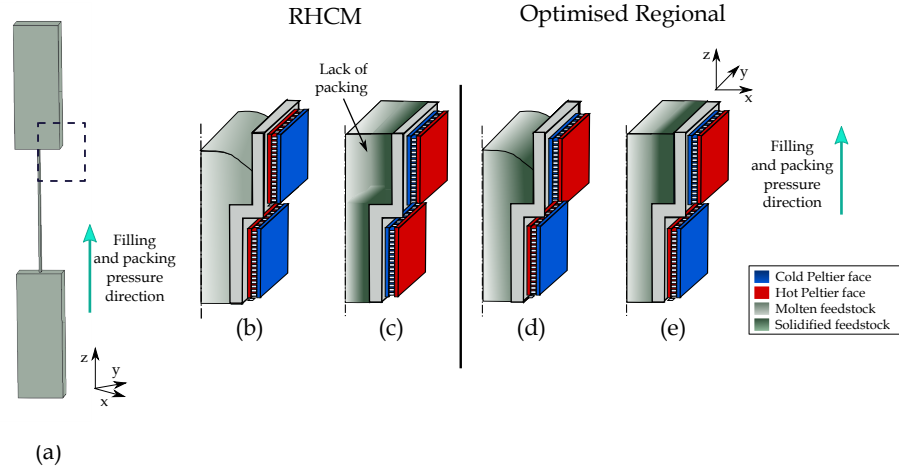 RHCM
Optimised Regional
Lack of
packing
z
y
x
Filling
and packing
pressure
direction
Filling
and packing
pressure
direction
z
y
x
Cold Peltier face
Hot Peltier face
Molten feedstock
Solidified feedstock
(b)
(c)
(d)
(e)
(a)